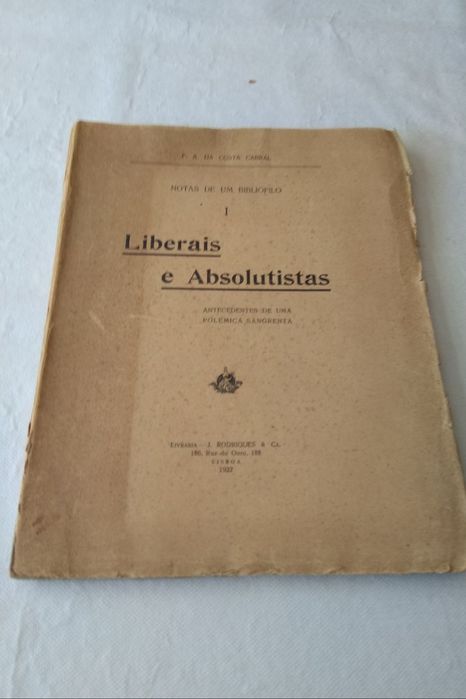 F. A. DA COSTA CABRAL
NOTAS DE UM BIBLIÓFILO
I
Liberais
e Absolutistas
ANTECEDENTES DE UMA
POLÉMICA SANGRENTA
LIVRARIA — J. RODRIGUES & Ca.
186, Rua do Ouro, 188
LISBOA
1927